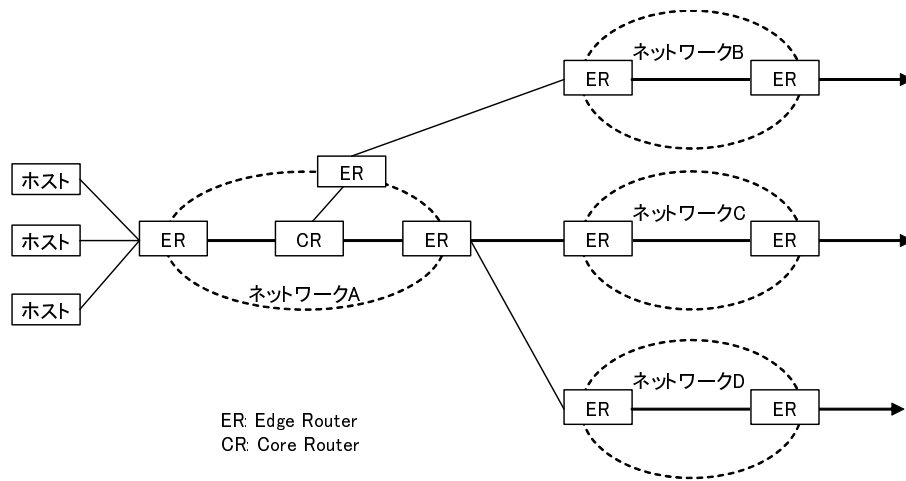 ネットワークB
ER
ER
ER
ホスト
ホスト
ホスト
ER
CR
ER
ネットワークA
ネットワークC
ER
ER
ネットワークD
ER
ER
ER: Edge Router
CR: Core Router